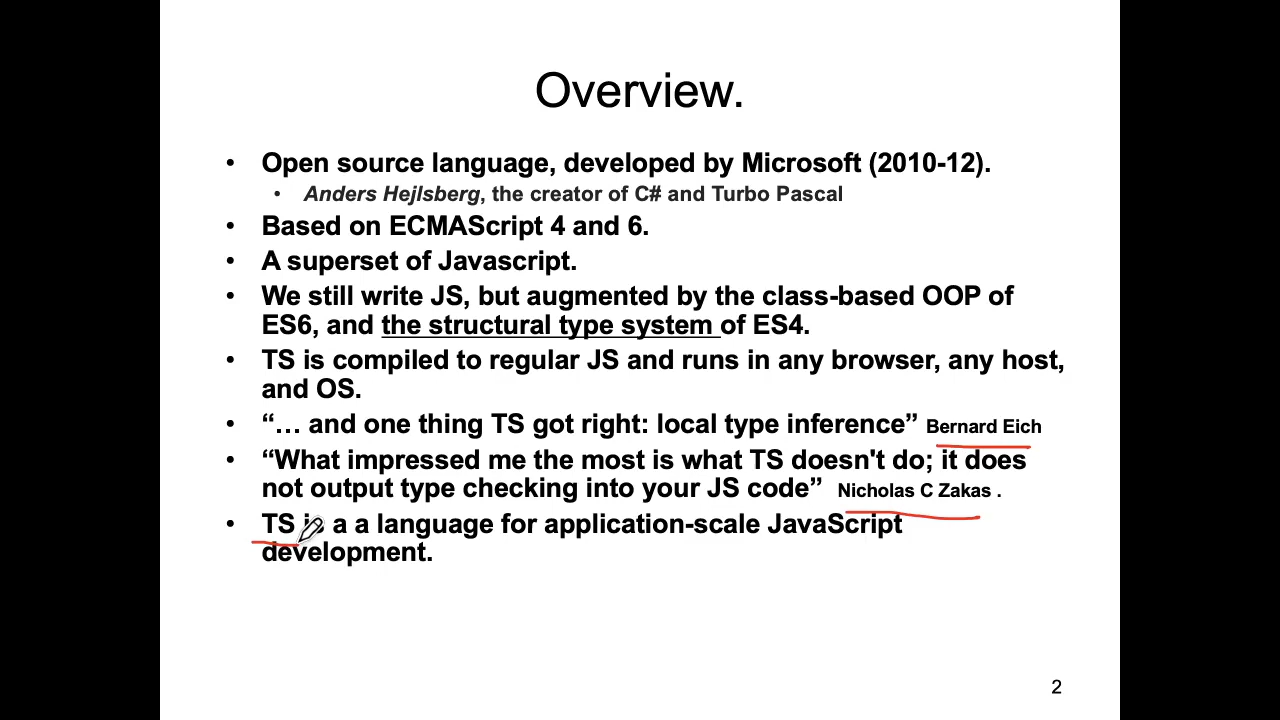 Overview.
• Open source language, developed by Microsoft (2010-12).
• Anders Hejlsberg, the creator of C# and Turbo Pascal
• Based on ECMAScript 4 and 6.
• A superset of Javascript.
• We still write JS, but augmented by the class-based OOP of
ES6, and the structural type system of ES4.
• TS is compiled to regular JS and runs in any browser, any host,
and OS.
• “… and one thing TS got right: local type inference” Bernard Eich
• “What impressed me the most is what TS doesn't do; it does
not output type checking into your JS code” Nicholas C Zakas .
• TS is a a language for application-scale JavaScript
development.
2